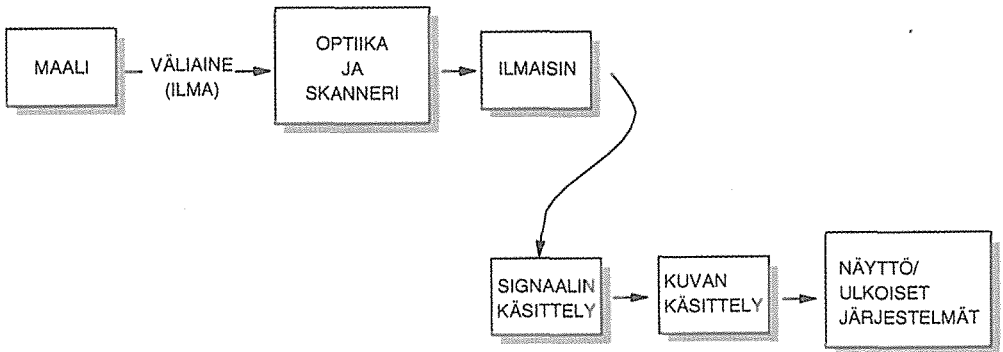 MAALI
VÄLIAINE
(ILMA)
OPTIIKA
JA
SKANNERI
ILMAISIN
SIGNAALIN
KÄSITTELY
KUVAN
KÄSITTELY
NÄYTTÖ/
ULKOISET
JÄRJESTELMÄT